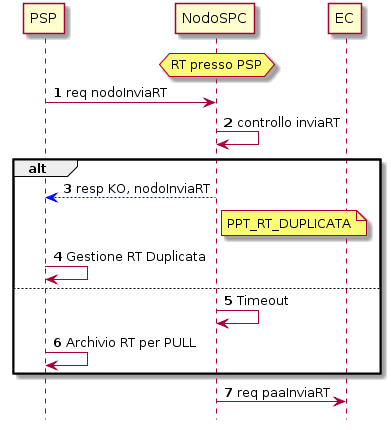 PSP
NodoSPC
EC
RT presso PSP
1 req nodoInviaRT
2 controllo inviaRT
alt
3 resp KO, nodoInviaRT
PPT_RT_DUPLICATA
4 Gestione RT Duplicata
5 Timeout
6 Archivio RT per PULL
7 req paaInviaRT